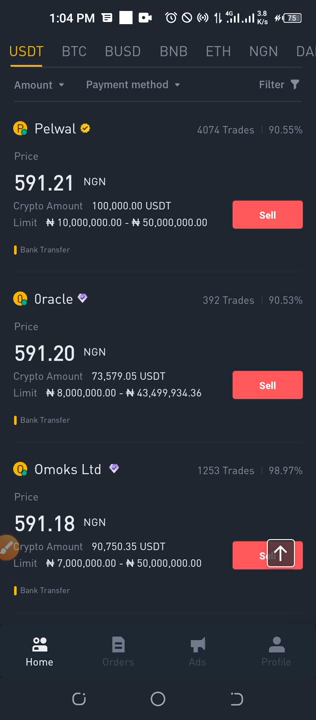 1:04 PM 4G 3.8 K/s 75
USDT BTC BUSD BNB ETH NGN DA
Amount Payment method Filter
P Pelwal 4074 Trades 90.55%
Price
591.21 NGN
Crypto Amount 100,000.00 USDT
Sell
Limit ₦ 10,000,000.00 - ₦ 50,000,000.00
Bank Transfer
0 0racle 392 Trades 90.53%
Price
591.20 NGN
Crypto Amount 73,579.05 USDT
Sell
Limit ₦ 8,000,000.00 - ₦ 43,499,934.36
Bank Transfer
O Omoks Ltd 1253 Trades 98.97%
Price
591.18 NGN
Crypto Amount 90,750.35 USDT
Limit ₦ 7,000,000.00 - ₦ 50,000,000.00
Bank Transfer
Home Orders Ads Profile